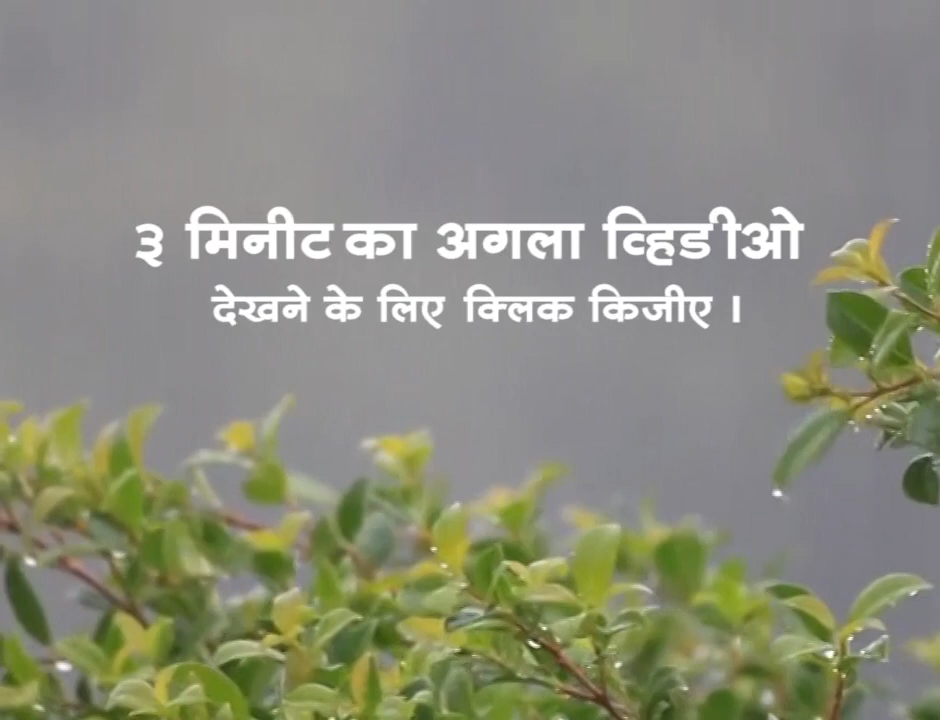 ३ मिनीट का अगला व्हिडीओ
देखने के लिए क्लिक किजीए ।